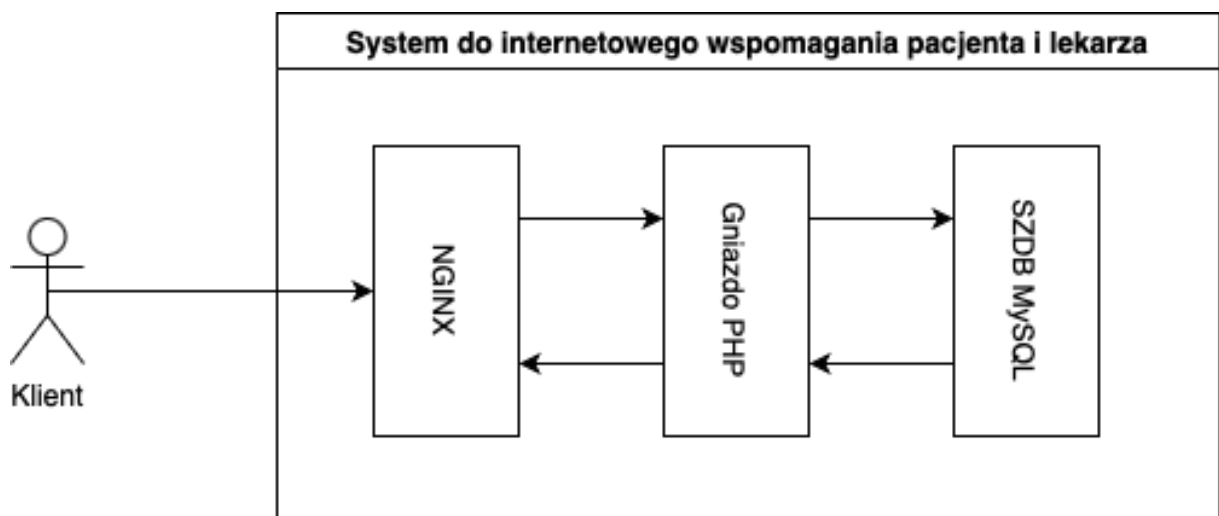 System do internetowego wspomagania pacjenta i lekarza
NGINX
Gniazdo PHP
SZDB MySQL
Klient